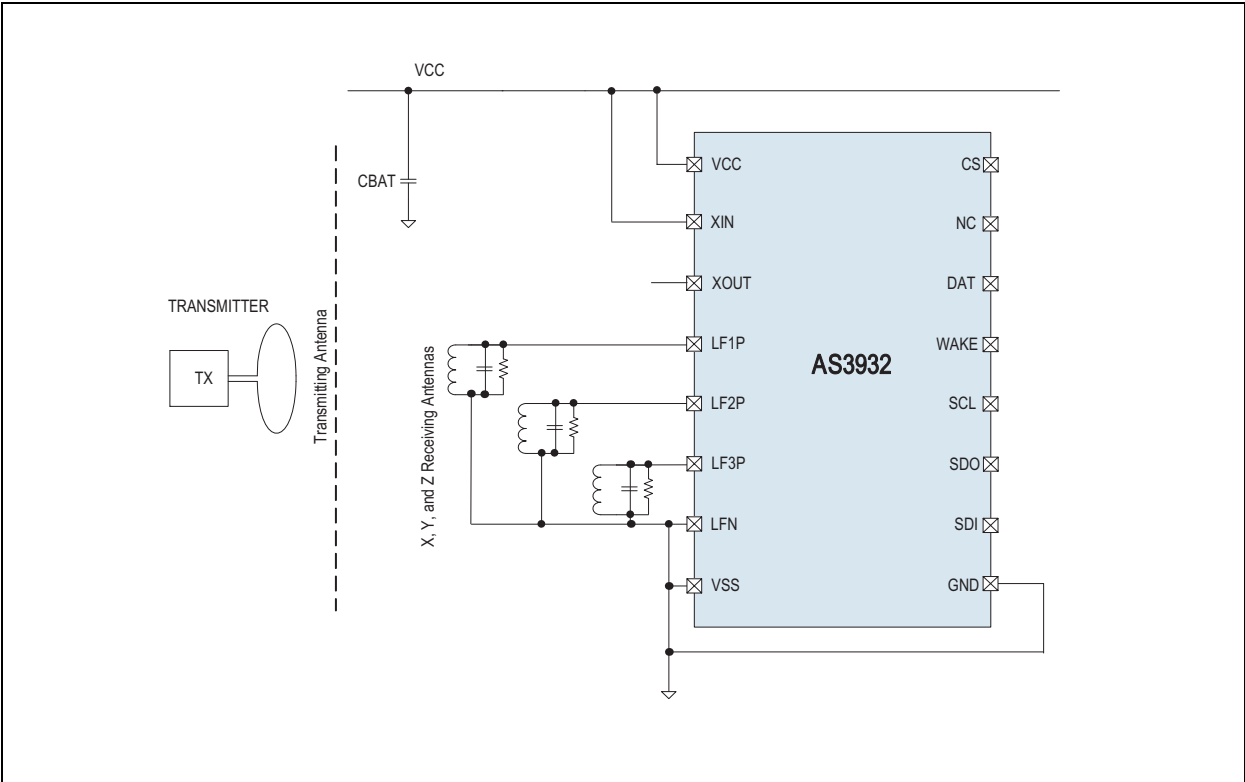 VCC
CBAT
TRANSMITTER
TX
Transmitting Antenna
X, Y, and Z Receiving Antennas
VCC
XIN
XOUT
LF1P
LF2P
LF3P
LFN
VSS
AS3932
CS
NC
DAT
WAKE
SCL
SDO
SDI
GND